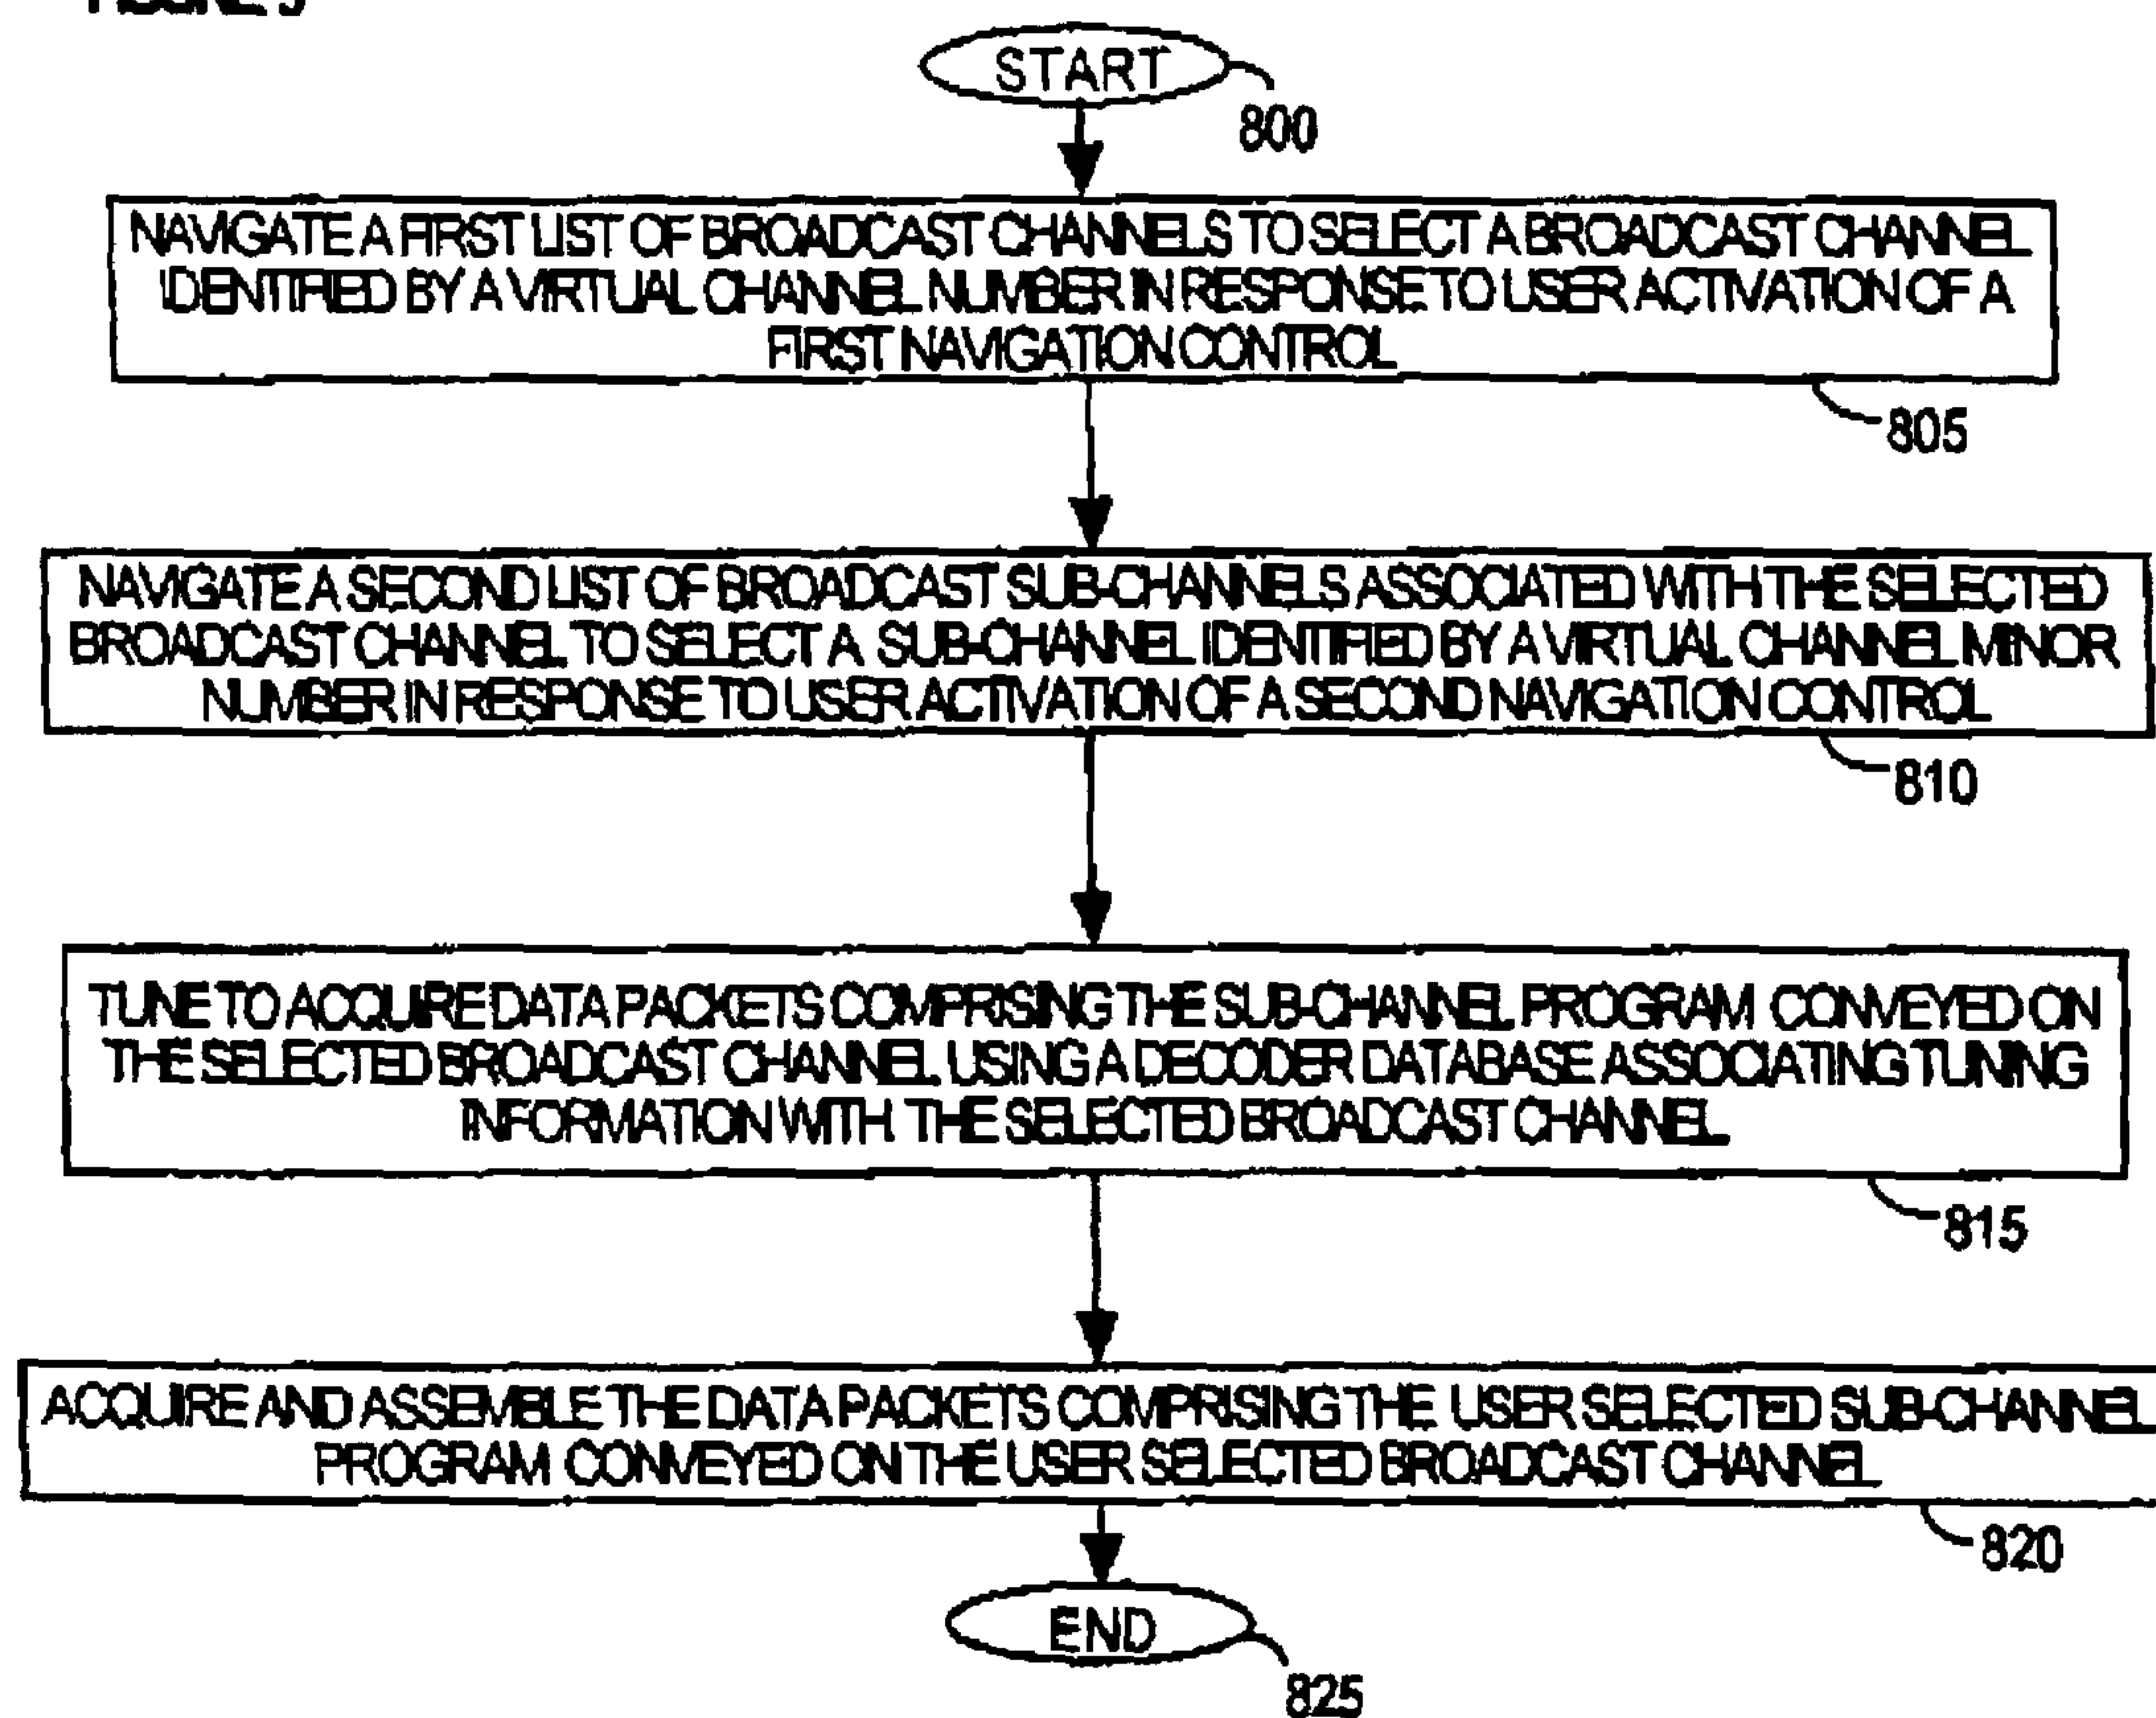 START
800
NAVIGATE A FIRST LIST OF BROADCAST CHANNELS TO SELECT A BROADCAST CHANNEL
IDENTIFIED BY A VIRTUAL CHANNEL NUMBER IN RESPONSE TO USER ACTIVATION OF A
FIRST NAVIGATION CONTROL
805
NAVIGATE A SECOND LIST OF BROADCAST SUB-CHANNELS ASSOCIATED WITH THE SELECTED
BROADCAST CHANNEL TO SELECT A SUB-CHANNEL IDENTIFIED BY A VIRTUAL CHANNEL MINOR
NUMBER IN RESPONSE TO USER ACTIVATION OF A SECOND NAVIGATION CONTROL
810
TUNE TO ACQUIRE DATA PACKETS COMPRISING THE SUB-CHANNEL PROGRAM CONVEYED ON
THE SELECTED BROADCAST CHANNEL USING A DECODER DATABASE ASSOCIATING TUNING
INFORMATION WITH THE SELECTED BROADCAST CHANNEL
815
ACQUIRE AND ASSEMBLE THE DATA PACKETS COMPRISING THE USER SELECTED SUB-CHANNEL
PROGRAM CONVEYED ON THE USER SELECTED BROADCAST CHANNEL
820
END
825